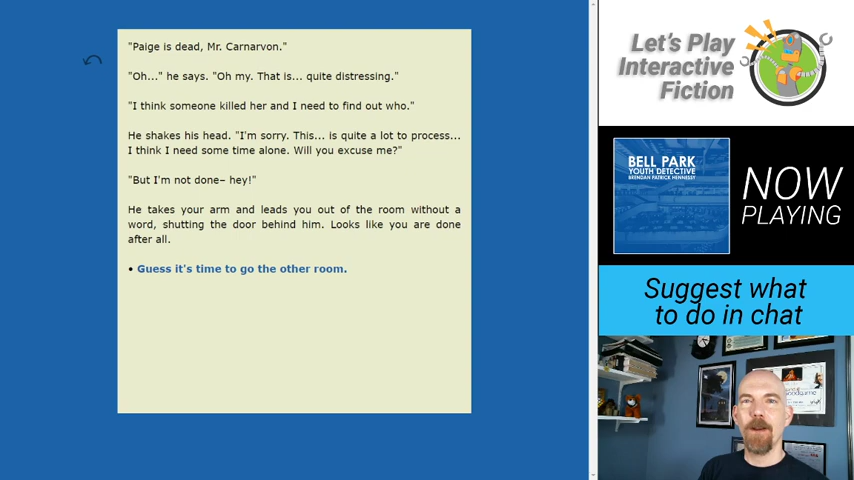 "Paige is dead, Mr. Carnarvon."
"Oh..." he says. "Oh my. That is... quite distressing."
"I think someone killed her and I need to find out who."
He shakes his head. "I'm sorry. This... is quite a lot to process...
I think I need some time alone. Will you excuse me?"
"But I'm not done– hey!"
He takes your arm and leads you out of the room without a
word, shutting the door behind him. Looks like you are done
after all.
• Guess it's time to go the other room.
Let's Play
Interactive
Fiction
BELL PARK
YOUTH DETECTIVE
BRENDAN PATRICK HENNESSY
NOW
PLAYING
Suggest what
to do in chat